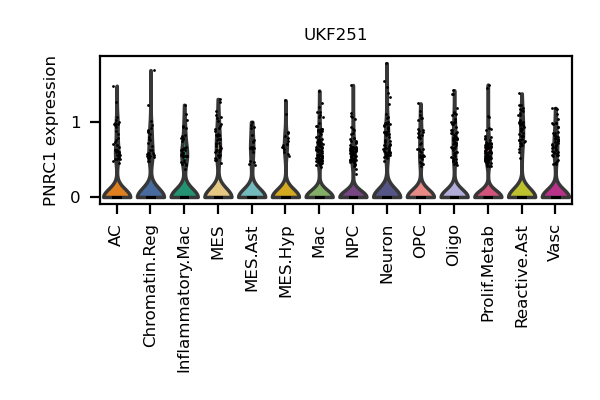 UKF251
PNRC1 expression
1
0
AC
Chromatin.Reg
Inflammatory.Mac
MES
MES.Ast
MES.Hyp
Mac
NPC
Neuron
OPC
Oligo
Prolif.Metab
Reactive.Ast
Vasc